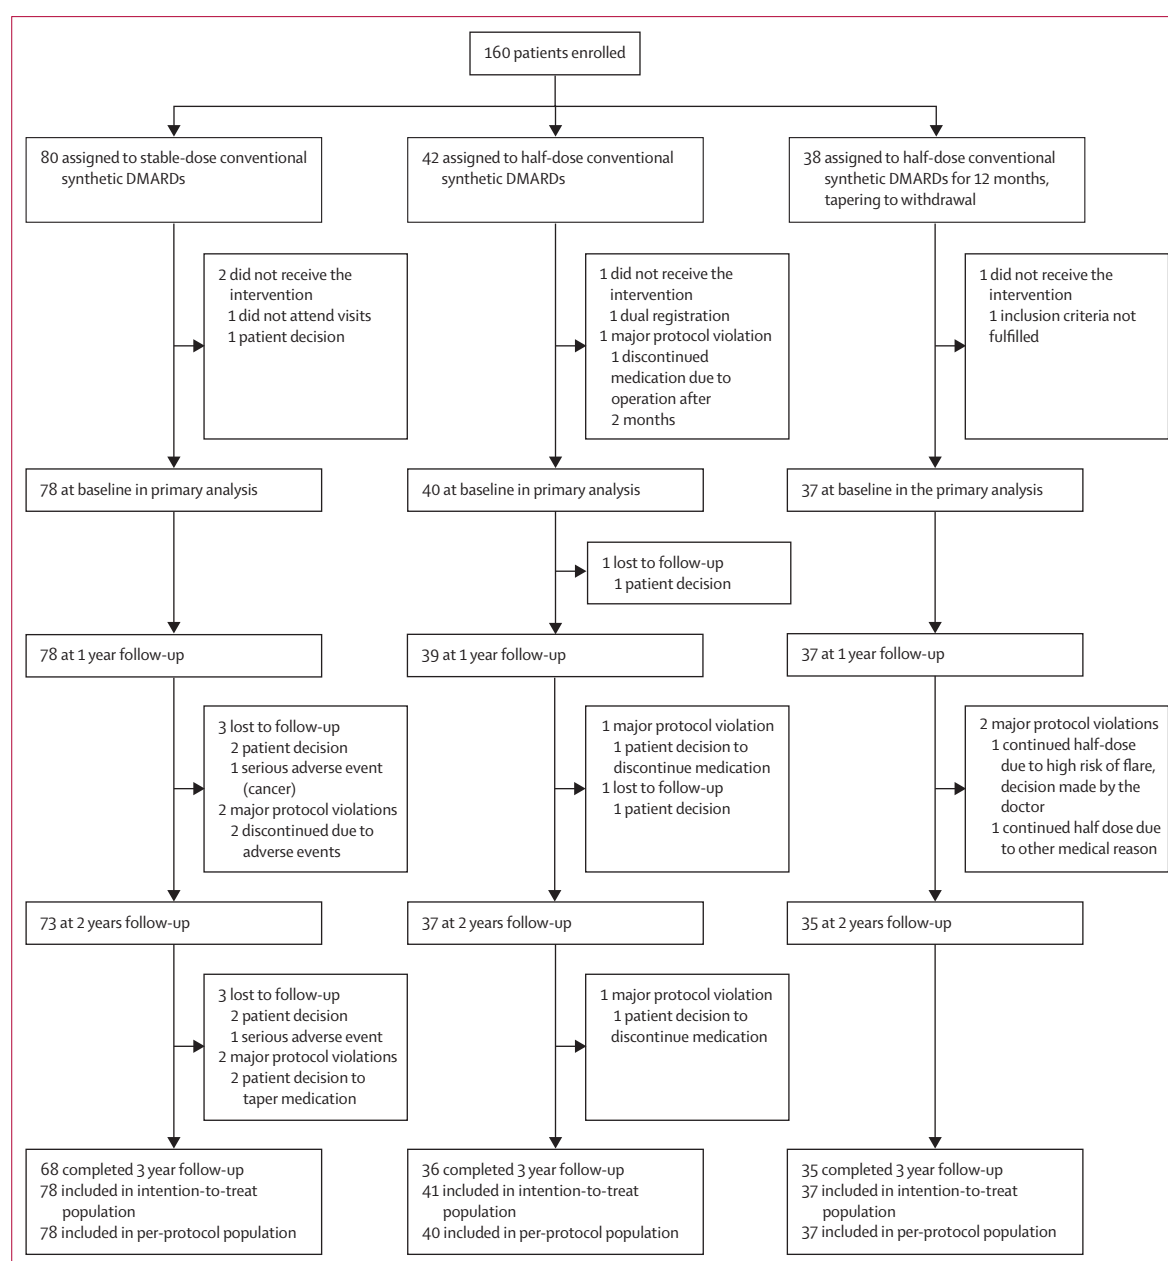 160 patients enrolled
80 assigned to stable-dose conventional
synthetic DMARDs
42 assigned to half-dose conventional
synthetic DMARDs
38 assigned to half-dose conventional
synthetic DMARDs for 12 months,
tapering to withdrawal
2 did not receive the
intervention
1 did not attend visits
1 patient decision
1 did not receive the
intervention
1 dual registration
1 major protocol violation
1 discontinued
medication due to
operation after
2 months
1 did not receive the
intervention
1 inclusion criteria not
fulfilled
78 at baseline in primary analysis
40 at baseline in primary analysis
37 at baseline in the primary analysis
1 lost to follow-up
1 patient decision
78 at 1 year follow-up
39 at 1 year follow-up
37 at 1 year follow-up
3 lost to follow-up
2 patient decision
1 serious adverse event
(cancer)
2 major protocol violations
2 discontinued due to
adverse events
1 major protocol violation
1 patient decision to
discontinue medication
1 lost to follow-up
1 patient decision
2 major protocol violations
1 continued half-dose
due to high risk of flare,
decision made by the
doctor
1 continued half dose due
to other medical reason
73 at 2 years follow-up
37 at 2 years follow-up
35 at 2 years follow-up
3 lost to follow-up
2 patient decision
1 serious adverse event
2 major protocol violations
2 patient decision to
taper medication
1 major protocol violation
1 patient decision to
discontinue medication
68 completed 3 year follow-up
78 included in intention-to-treat
population
78 included in per-protocol population
36 completed 3 year follow-up
41 included in intention-to-treat
population
40 included in per-protocol population
35 completed 3 year follow-up
37 included in intention-to-treat
population
37 included in per-protocol population